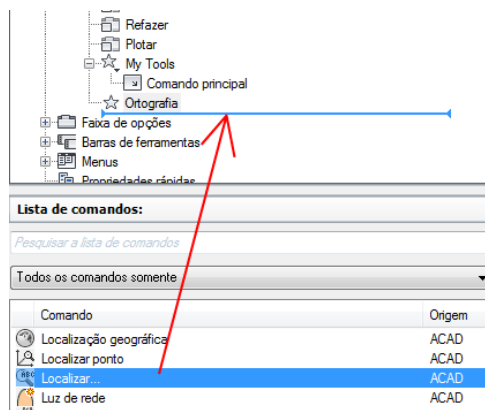 Refazer
Plotar
My Tools
Comando principal
Ortografia
Faixa de opções
Barras de ferramentas
Menus
Propriedades rápidas
Lista de comandos:
Pesquisar a lista de comandos
Todos os comandos somente
Comando Origem
Localização geográfica ACAD
Localizar ponto ACAD
Localizar... ACAD
Luz de rede ACAD